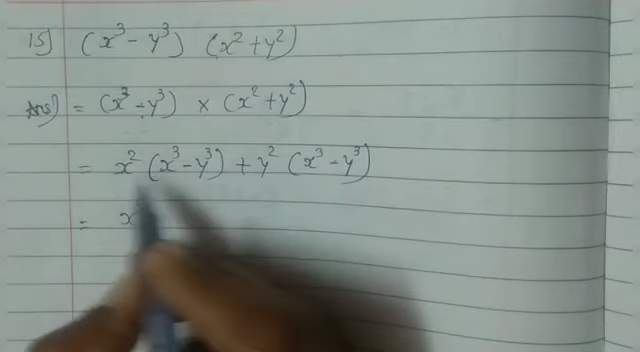 15) (x³ - y³) (x² + y²)
Ans) = (x³ - y³) × (x² + y²)
= x² (x³ - y³) + y² (x³ - y³)
= x